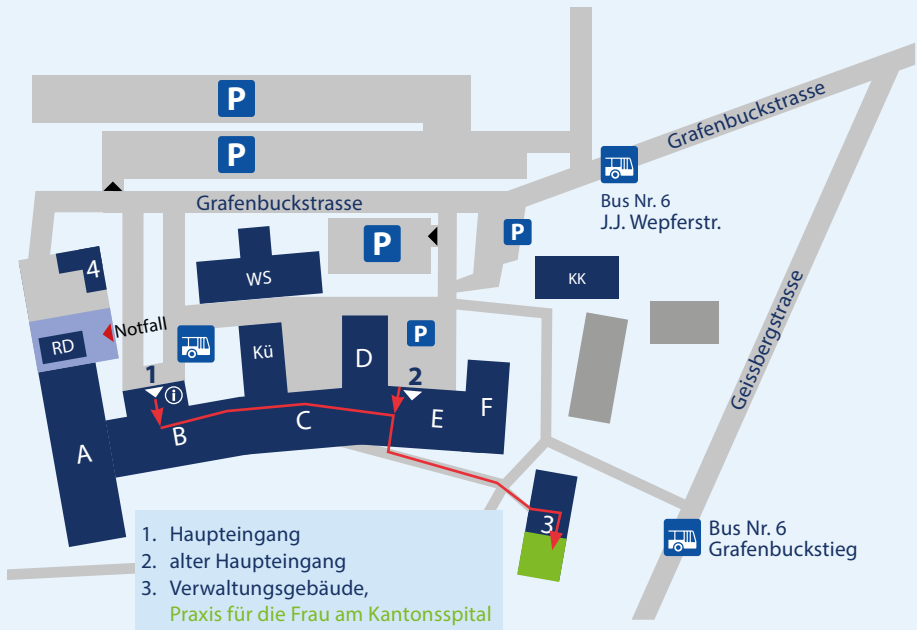 P
P
Grafenbuckstrasse
Grafenbuckstrasse
Bus Nr. 6
J.J. Wepferstr.
P
P
4
WS
KK
Geissbergstrasse
Notfall
RD
P
Kü
D
1
i
2
F
E
C
B
A
3
Bus Nr. 6
Grafenbuckstieg
1. Haupteingang
2. alter Haupteingang
3. Verwaltungsgebäude,
Praxis für die Frau am Kantonsspital